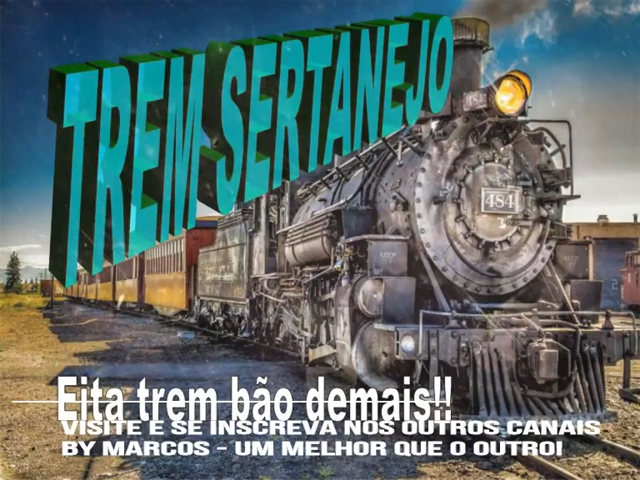 TREM SERTANEJO
484
Eita trem bão demais!!
VISITE E SE INSCREVA NOS OUTROS CANAIS
BY MARCOS - UM MELHOR QUE O OUTRO!